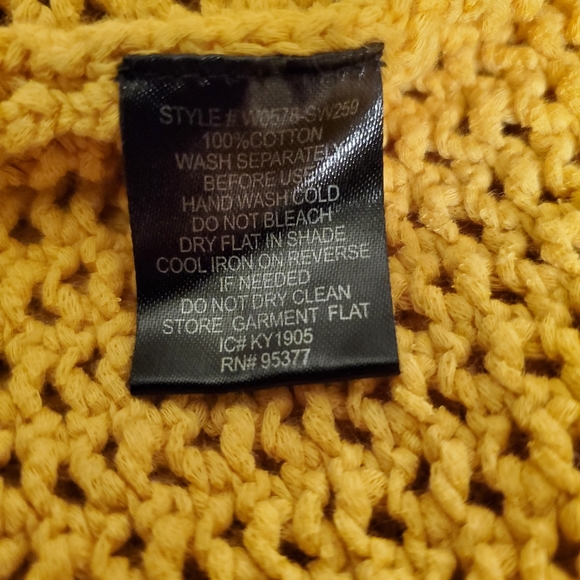 STYLE # W0578-SW259
100%COTTON
WASH SEPARATELY
BEFORE USE
HAND WASH COLD
DO NOT BLEACH
DRY FLAT IN SHADE
COOL IRON ON REVERSE
IF NEEDED
DO NOT DRY CLEAN
STORE GARMENT FLAT
IC# KY1905
RN# 95377